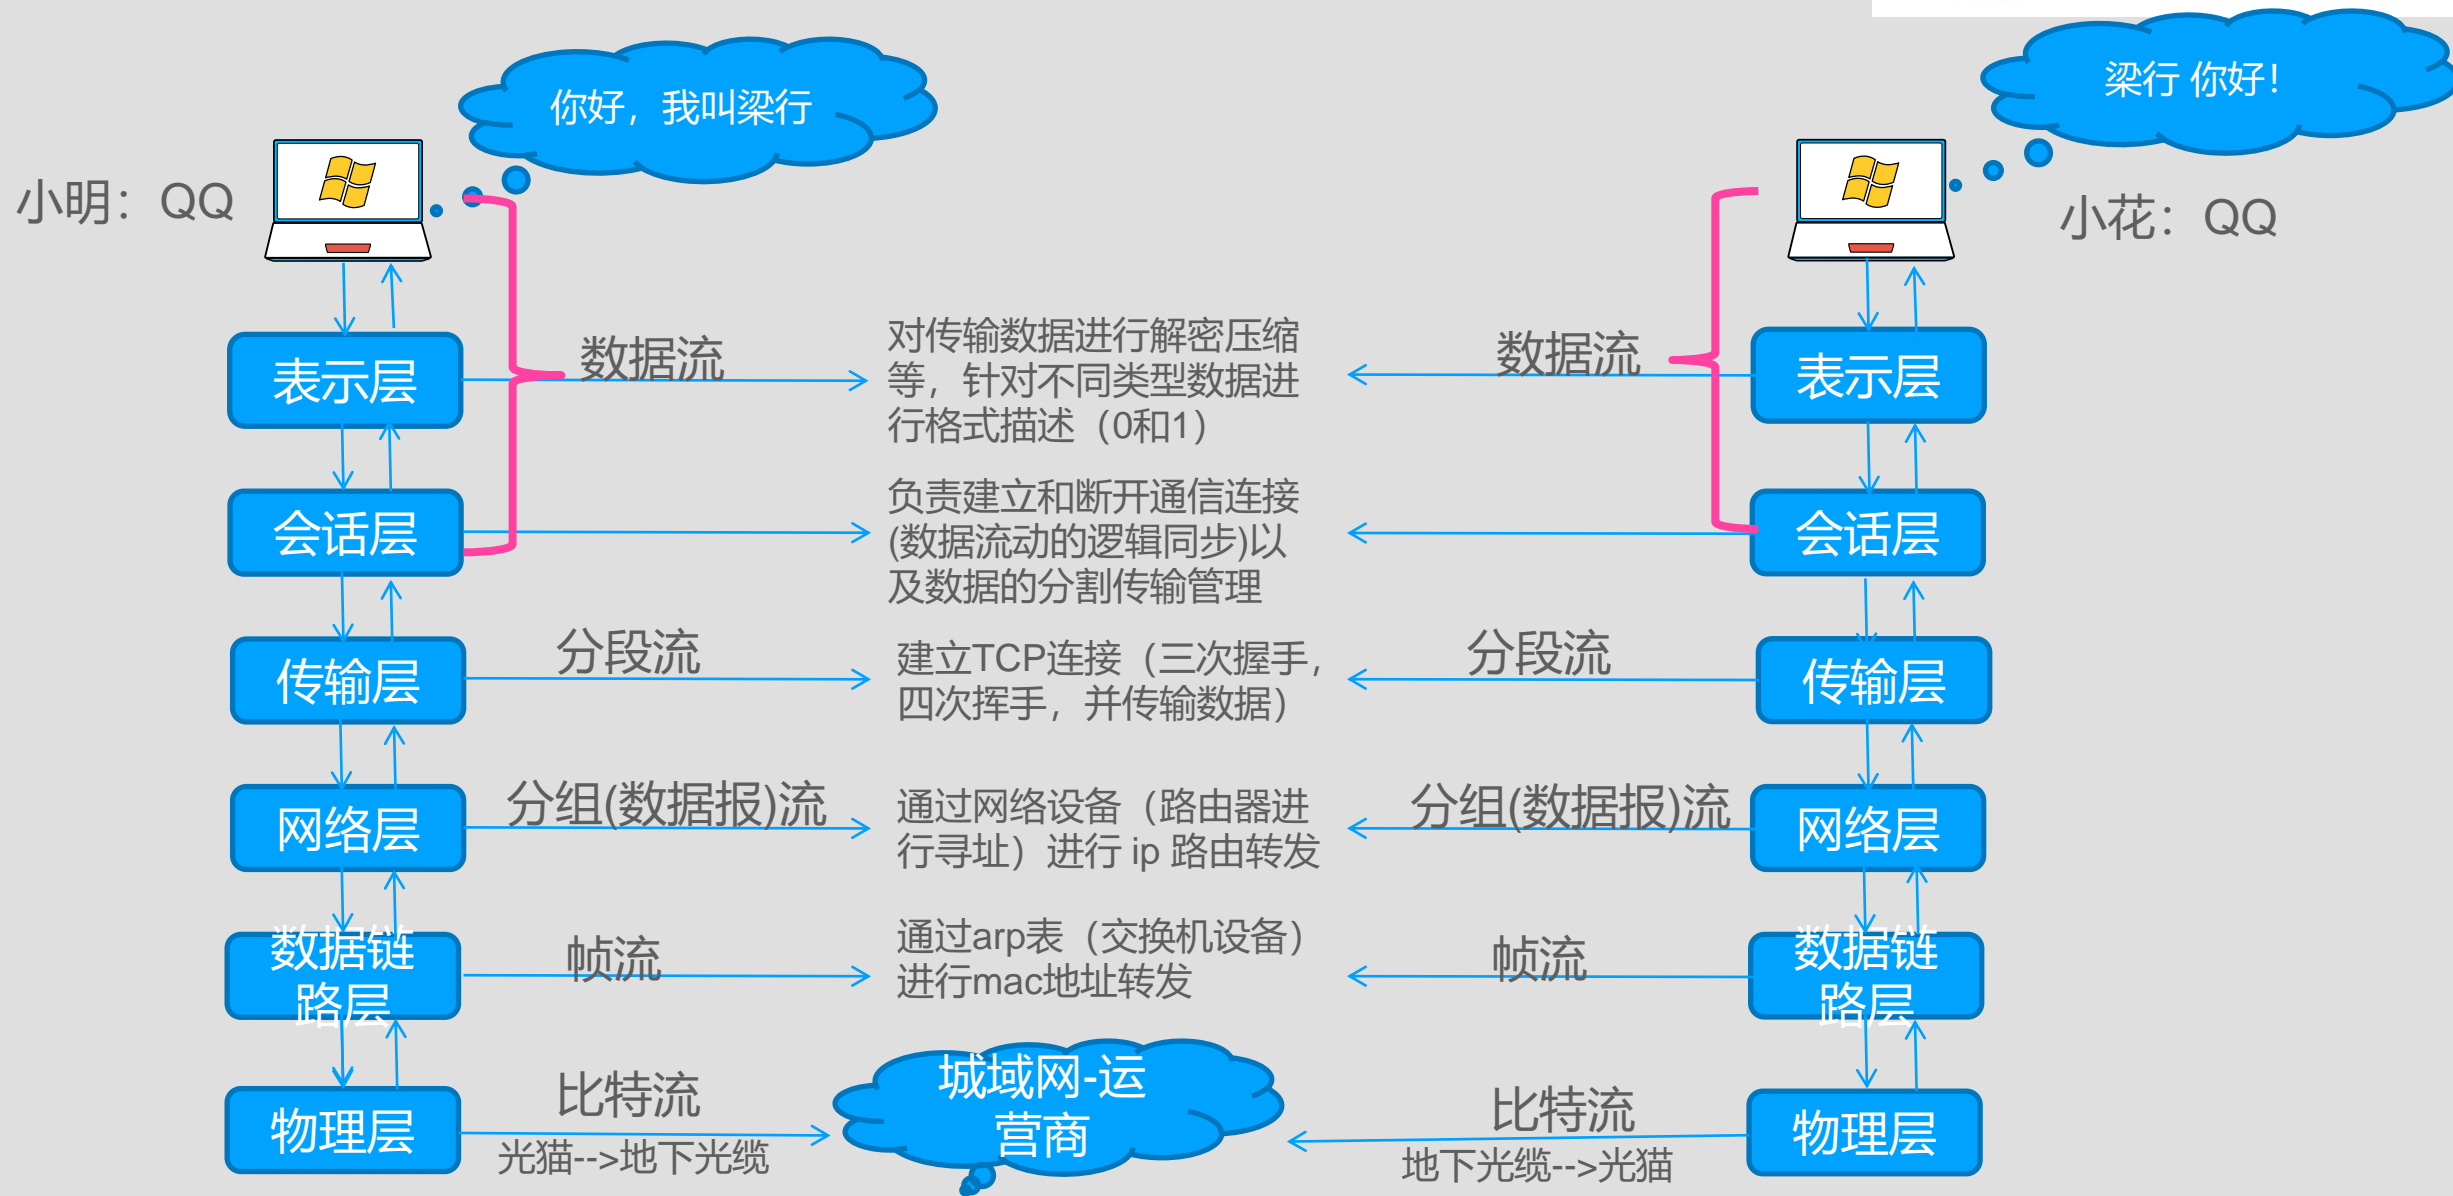 你好，我叫梁行
梁行 你好！
小明：QQ
小花：QQ
表示层
数据流
对传输数据进行解密压缩
等，针对不同类型数据进
行格式描述（0和1）
数据流
表示层
会话层
负责建立和断开通信连接
(数据流动的逻辑同步)以
及数据的分割传输管理
会话层
传输层
分段流
建立TCP连接（三次握手，
四次挥手，并传输数据）
分段流
传输层
网络层
分组(数据报)流
通过网络设备（路由器进
行寻址）进行 ip 路由转发
分组(数据报)流
网络层
数据链
路层
帧流
通过arp表（交换机设备）
进行mac地址转发
帧流
数据链
路层
物理层
比特流
光猫-->地下光缆
城域网-运
营商
比特流
地下光缆-->光猫
物理层